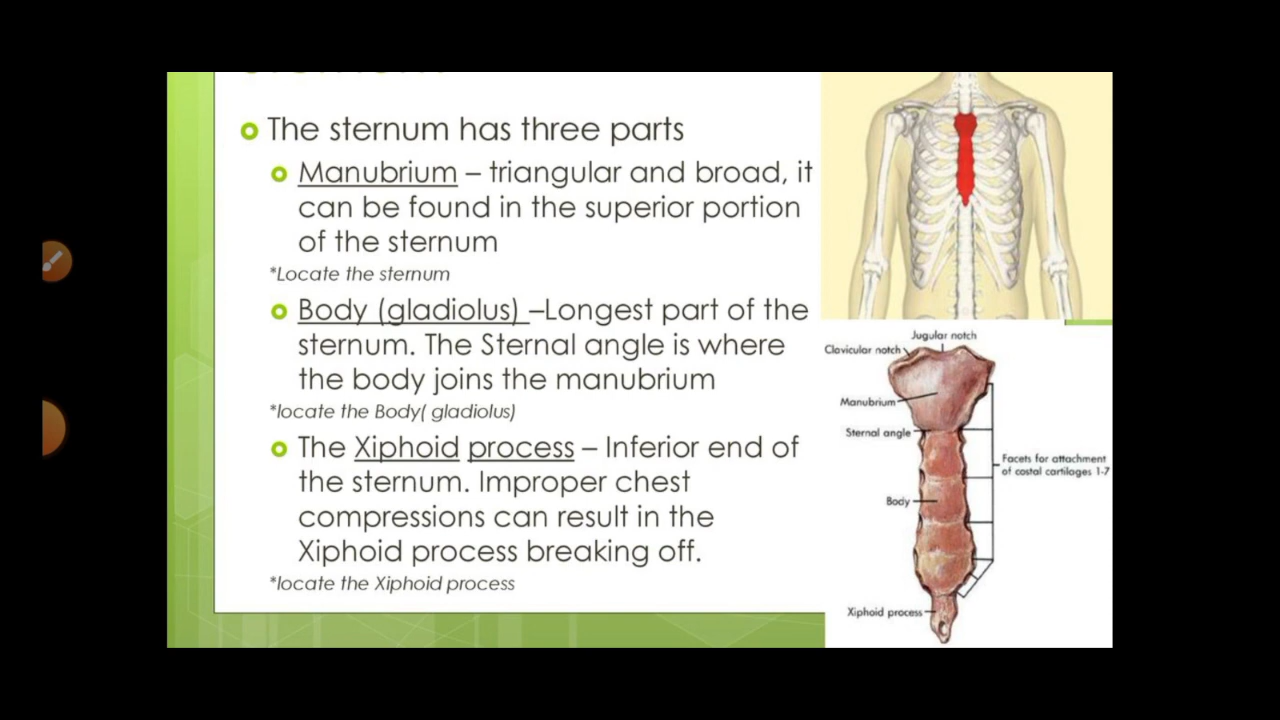 The sternum has three parts
Manubrium – triangular and broad, it
can be found in the superior portion
of the sternum
*Locate the sternum
Body (gladiolus) –Longest part of the
sternum. The Sternal angle is where
the body joins the manubrium
*locate the Body( gladiolus)
The Xiphoid process – Inferior end of
the sternum. Improper chest
compressions can result in the
Xiphoid process breaking off.
*locate the Xiphoid process
Jugular notch
Clavicular notch
Manubrium
Sternal angle
Facets for attachment
of costal cartilages 1-7
Body
Xiphoid process